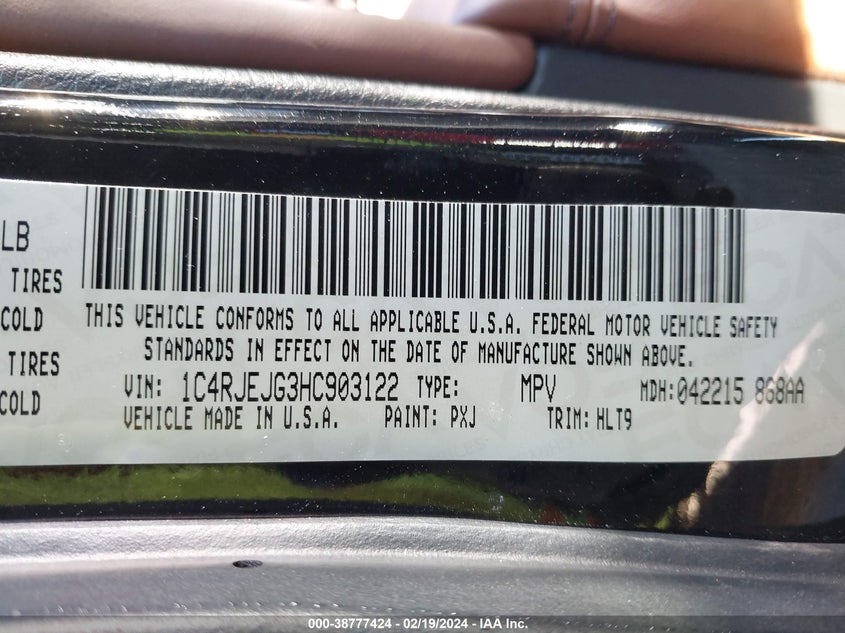 LB
TIRES
COLD
TIRES
COLD
THIS VEHICLE CONFORMS TO ALL APPLICABLE U.S.A. FEDERAL MOTOR VEHICLE SAFETY
STANDARDS IN EFFECT ON THE DATE OF MANUFACTURE SHOWN ABOVE.
VIN: 1C4RJEJG3HC903122 TYPE: MPV MDH:042215 868AA
VEHICLE MADE IN U.S.A. PAINT: PXJ TRIM: HLT9
000-38777424 - 02/19/2024 - IAA Inc.